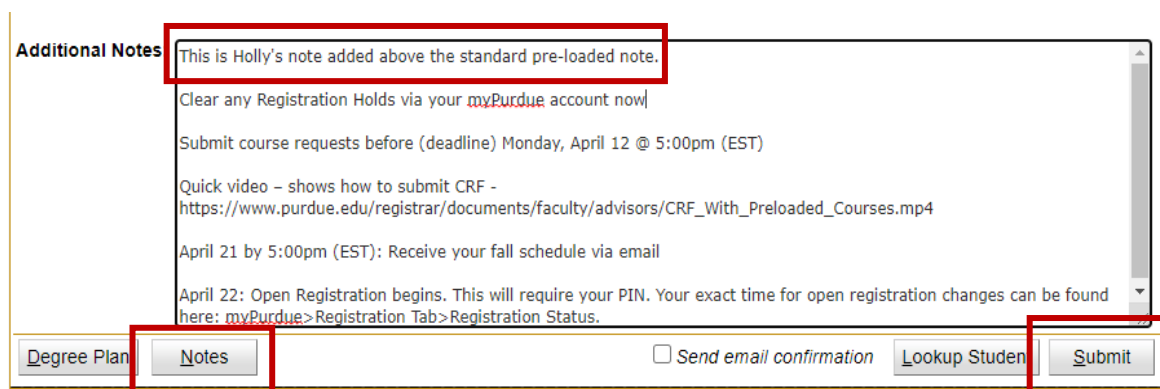 Additional Notes
This is Holly's note added above the standard pre-loaded note.
Clear any Registration Holds via your myPurdue account now
Submit course requests before (deadline) Monday, April 12 @ 5:00pm (EST)
Quick video – shows how to submit CRF -
https://www.purdue.edu/registrar/documents/faculty/advisors/CRF_With_Preloaded_Courses.mp4
April 21 by 5:00pm (EST): Receive your fall schedule via email
April 22: Open Registration begins. This will require your PIN. Your exact time for open registration changes can be found
here: myPurdue>Registration Tab>Registration Status.
Degree Plan Notes Send email confirmation Lookup Studen Submit